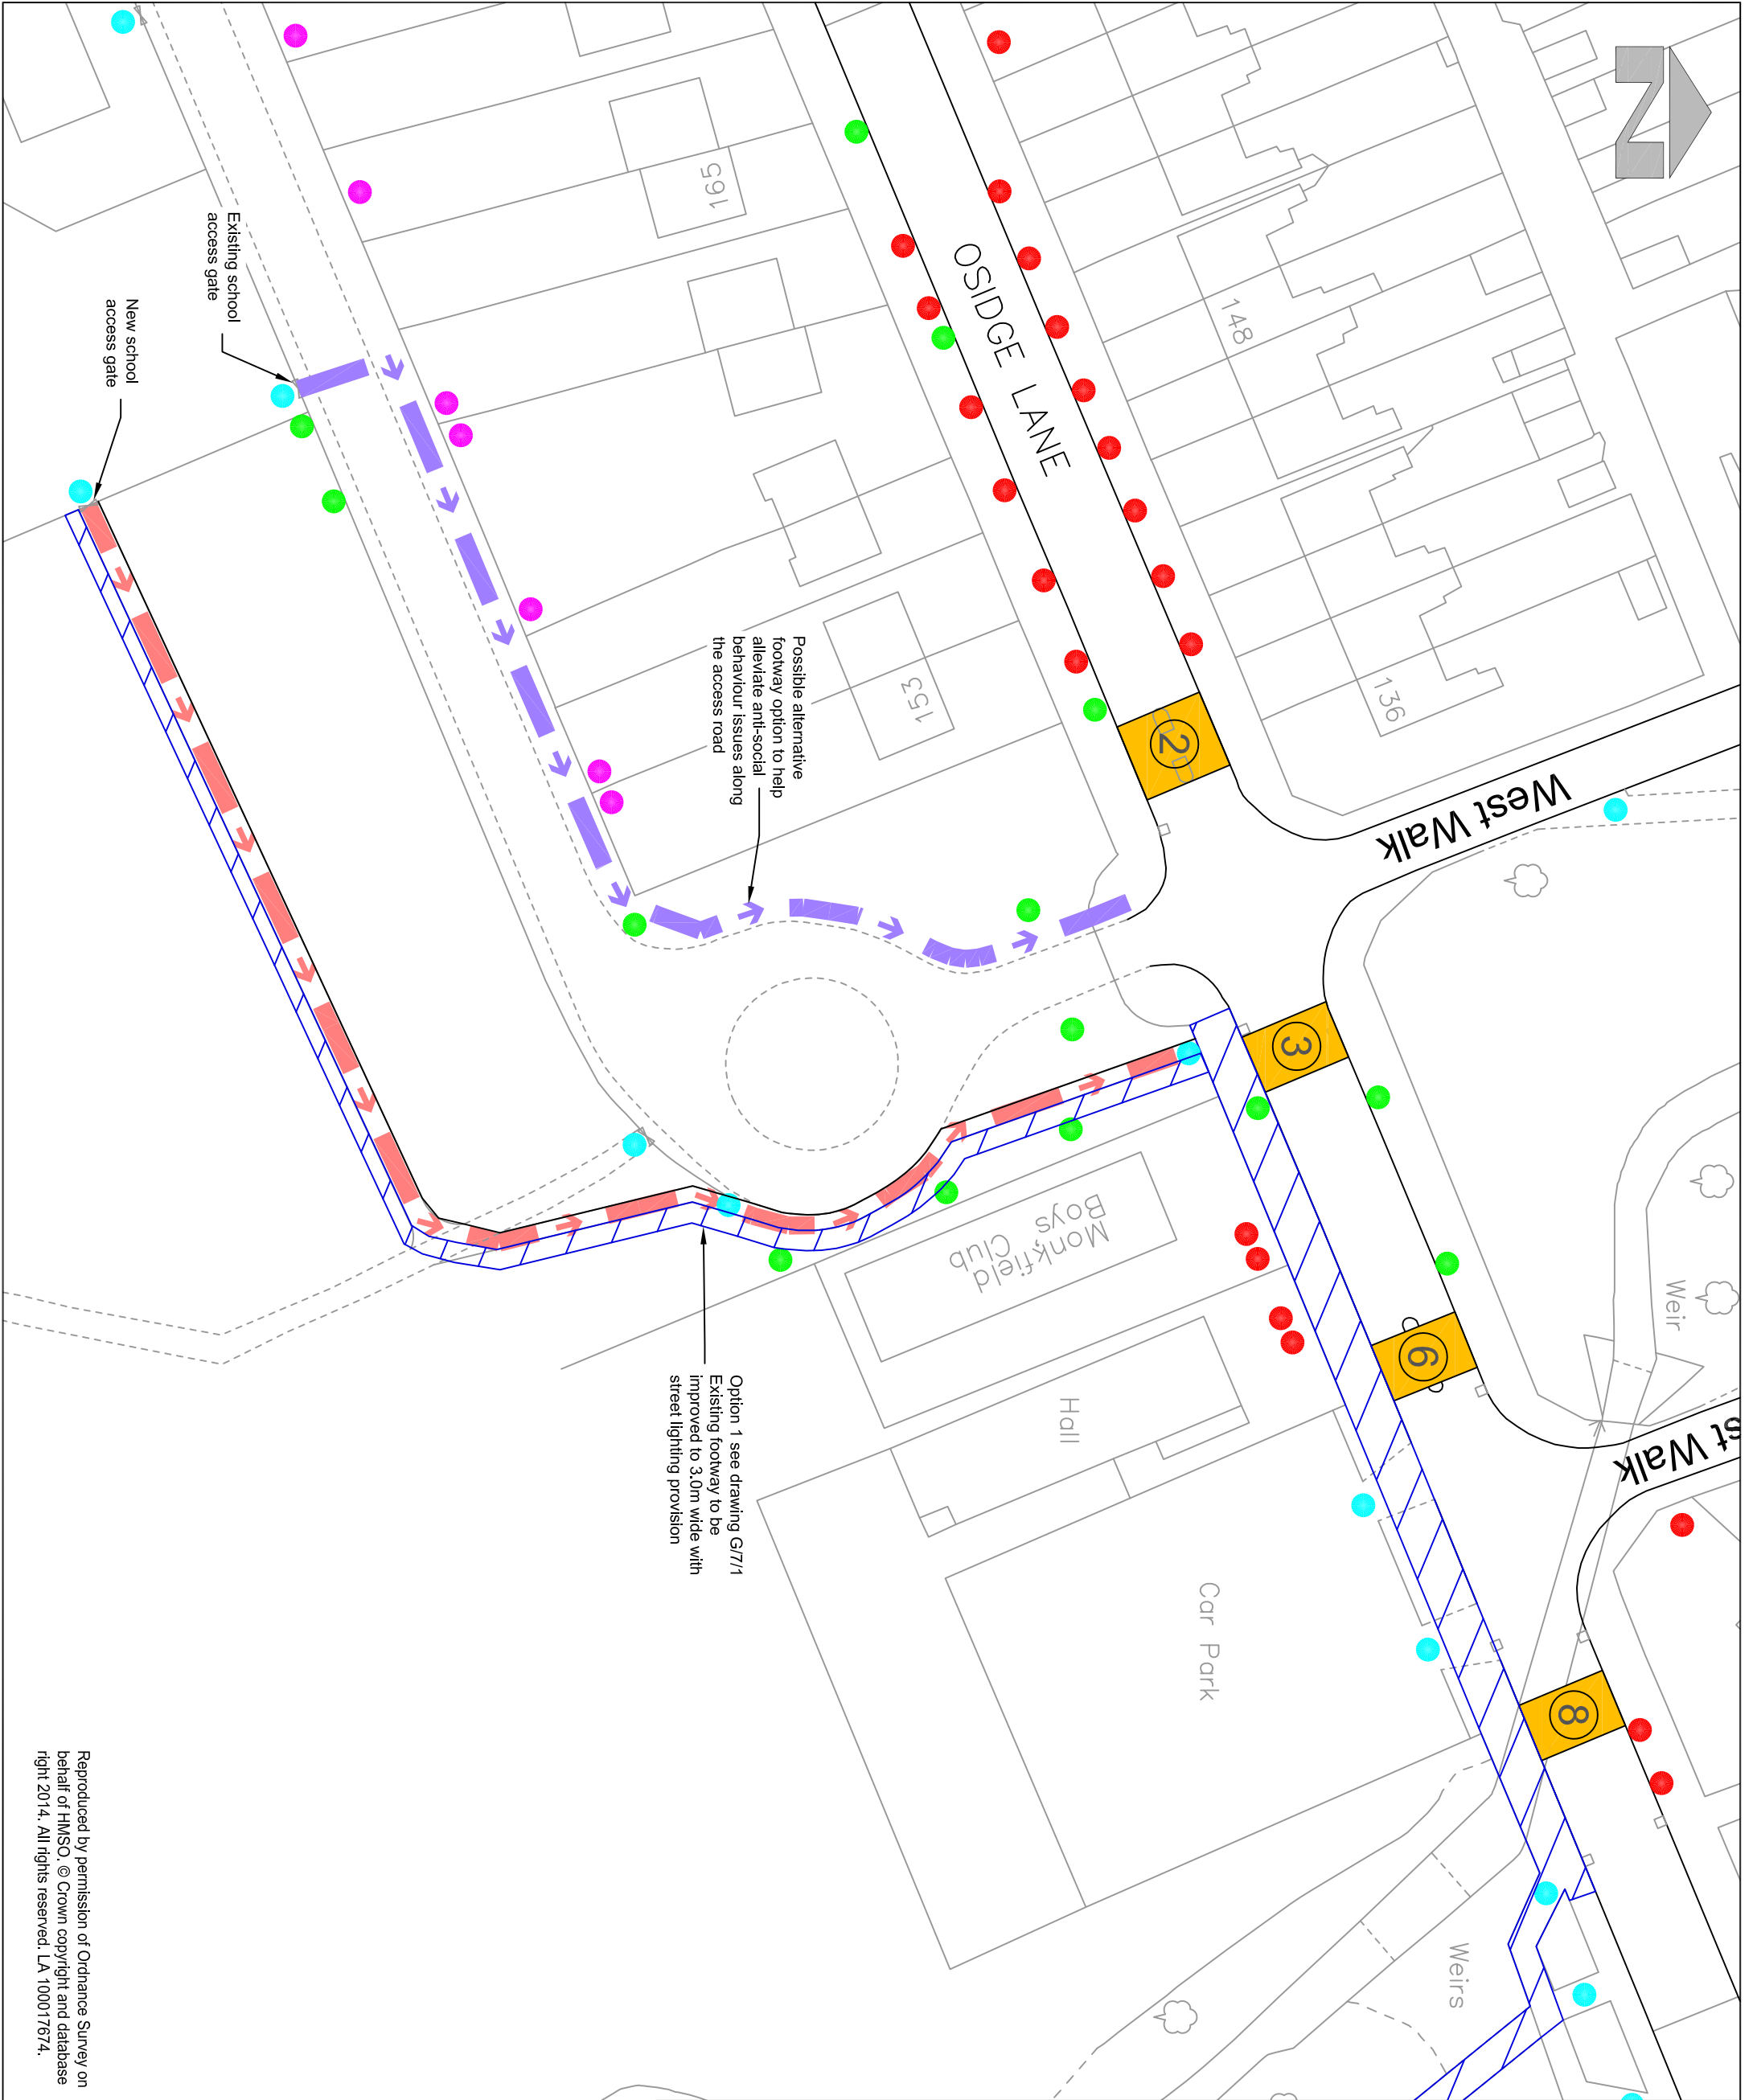 N
165
148
OSIDGE LANE
136
153
West Walk
Existing school
access gate
New school
access gate
Possible alternative
footway option to help
alleviate anti-social
behaviour issues along
the access road
2
3
6
8
Monkfield
Boys
Club
Hall
Car Park
Weir
st Walk
Weirs
Option 1 see drawing G/7/1
Existing footway to be
improved to 3.0m wide with
street lighting provision
Reproduced by permission of Ordnance Survey on
behalf of HMSO. © Crown copyright and database
right 2014. All rights reserved. LA 100017674.